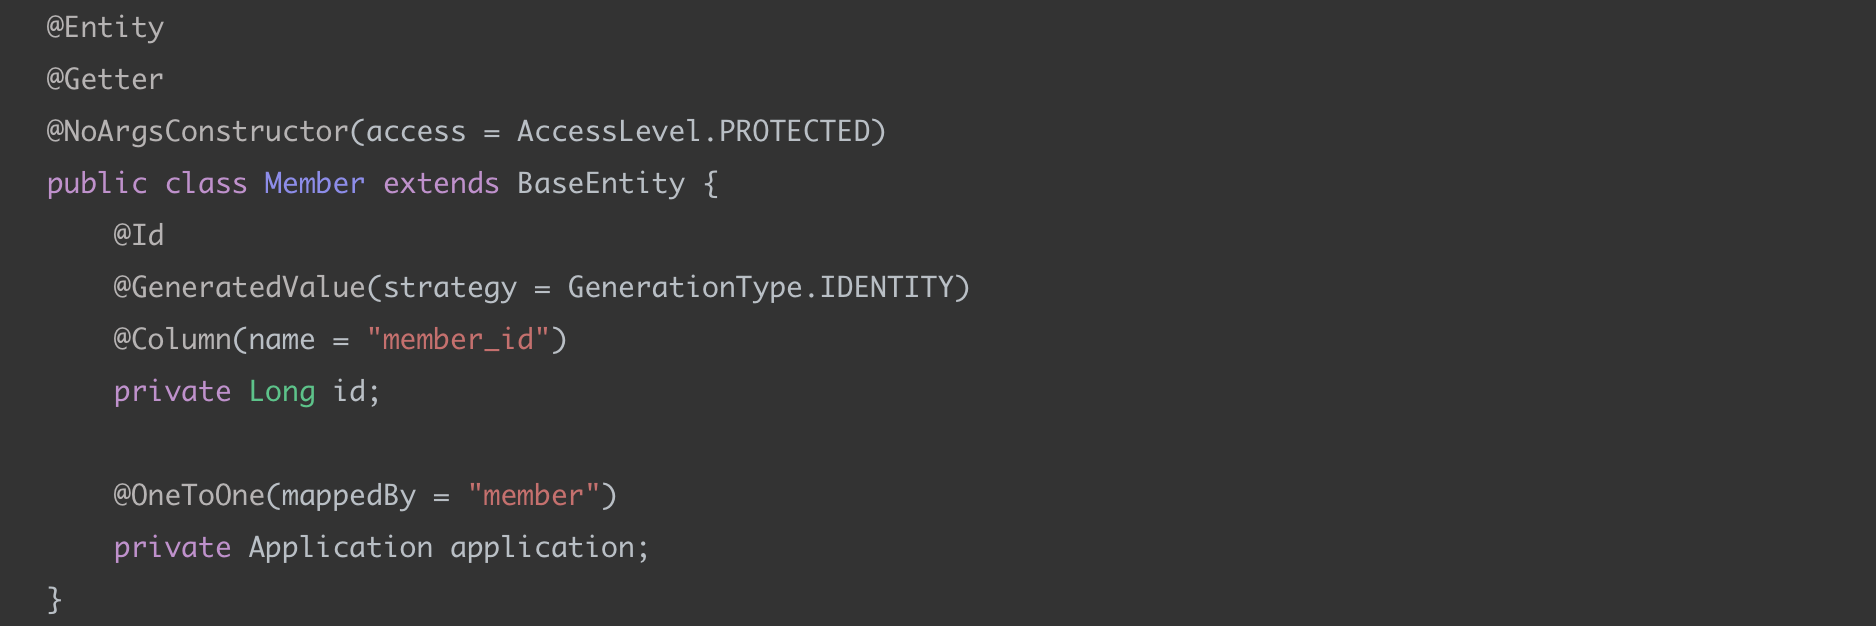 @Entity
@Getter
@NoArgsConstructor(access = AccessLevel.PROTECTED)
public class Member extends BaseEntity {
    @Id
    @GeneratedValue(strategy = GenerationType.IDENTITY)
    @Column(name = "member_id")
    private Long id;

    @OneToOne(mappedBy = "member")
    private Application application;
}